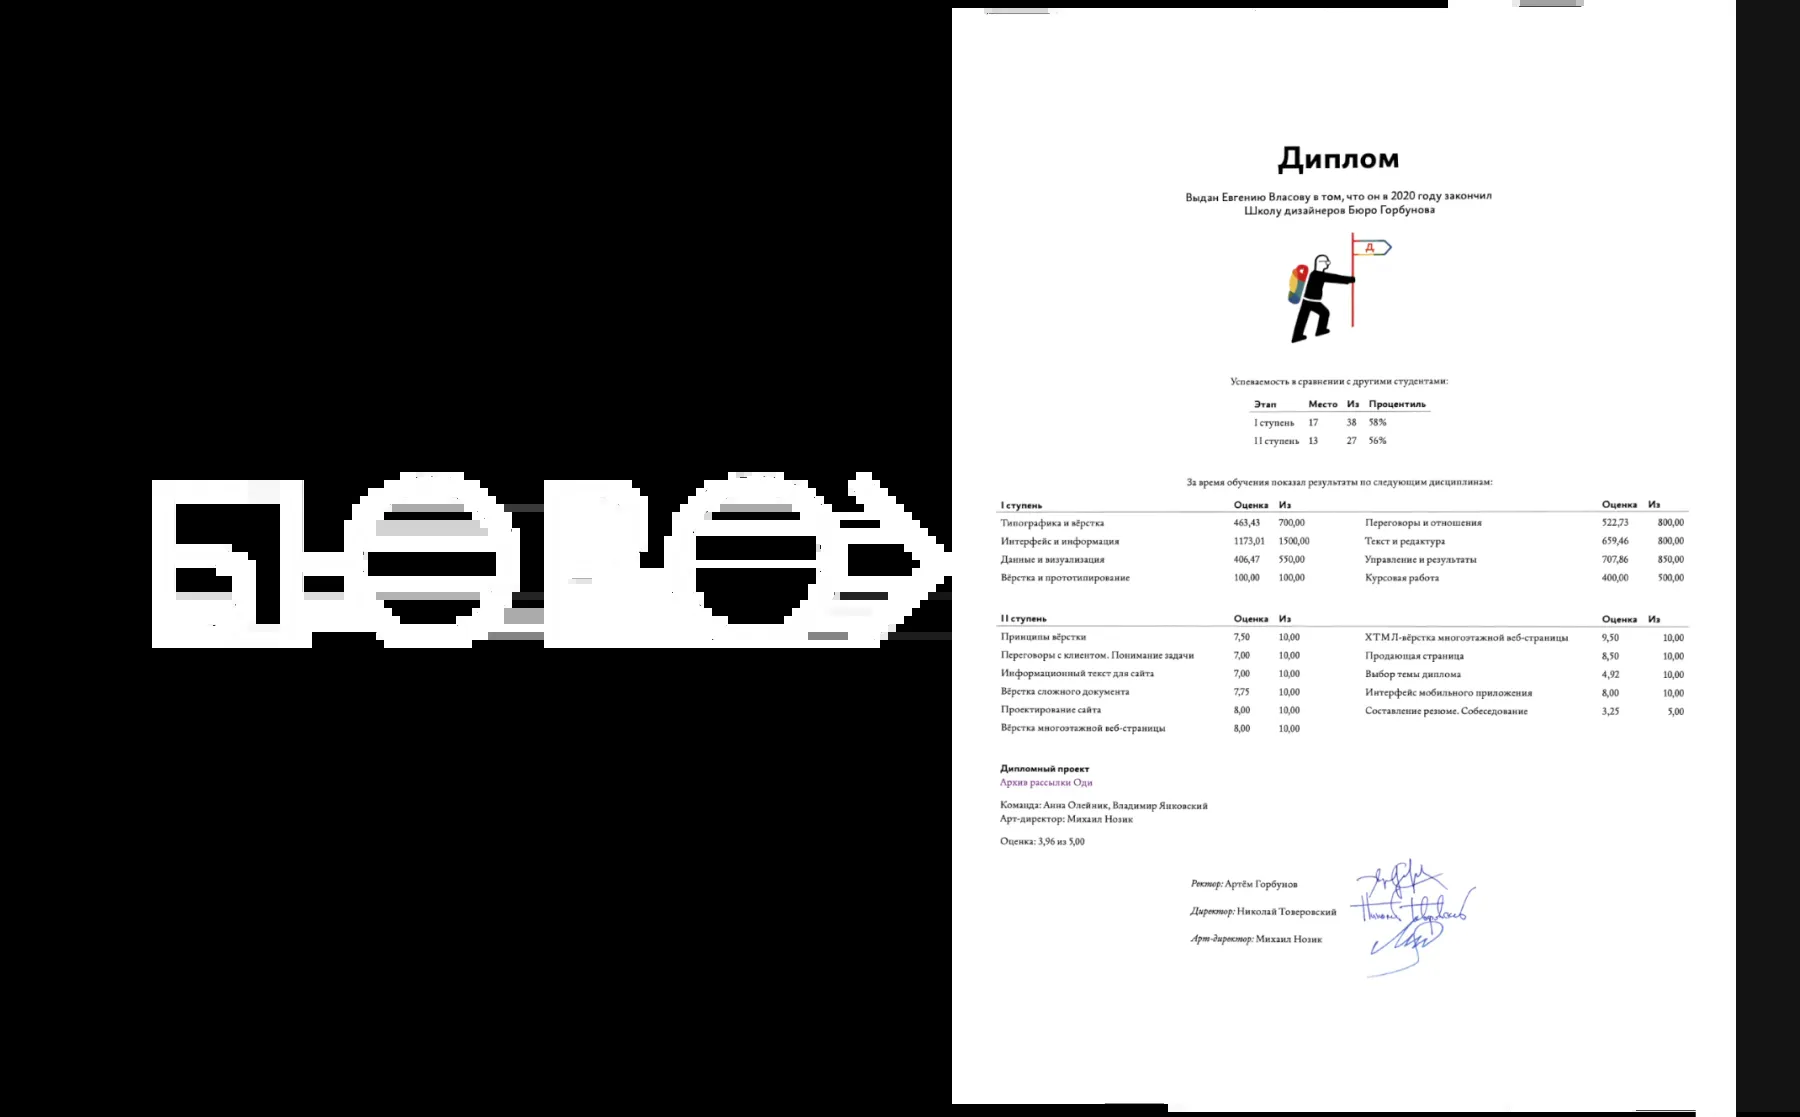 БЮРО
Диплом
Выдан Евгению Власову в том, что он в 2020 году закончил
Школу дизайнеров Бюро Горбунова
Д
Успеваемость в сравнении с другими студентами:
Этап Место Из Процентиль
I ступень 17 38 58%
II ступень 13 27 56%
За время обучения показал результаты по следующим дисциплинам:
I ступень Оценка Из Оценка Из
Типографика и вёрстка 463,43 700,00 Переговоры и отношения 522,73 800,00
Интерфейс и информация 1173,01 1500,00 Текст и редактура 659,46 800,00
Данные и визуализация 406,47 550,00 Управление и результаты 707,86 850,00
Вёрстка и прототипирование 100,00 100,00 Курсовая работа 400,00 500,00
II ступень Оценка Из Оценка Из
Принципы вёрстки 7,50 10,00 ХТМЛ-вёрстка многоэтажной веб-страницы 9,50 10,00
Переговоры с клиентом. Понимание задачи 7,00 10,00 Продающая страница 8,50 10,00
Информационный текст для сайта 7,00 10,00 Выбор темы диплома 4,92 10,00
Вёрстка сложного документа 7,75 10,00 Интерфейс мобильного приложения 8,00 10,00
Проектирование сайта 8,00 10,00 Составление резюме. Собеседование 3,25 5,00
Вёрстка многоэтажной веб-страницы 8,00 10,00
Дипломный проект
Архив рассылки Оди
Команда: Анна Олейник, Владимир Янковский
Арт-директор: Михаил Нозик
Оценка: 3,96 из 5,00
Ректор: Артём Горбунов
Директор: Николай Товеровский
Арт-директор: Михаил Нозик